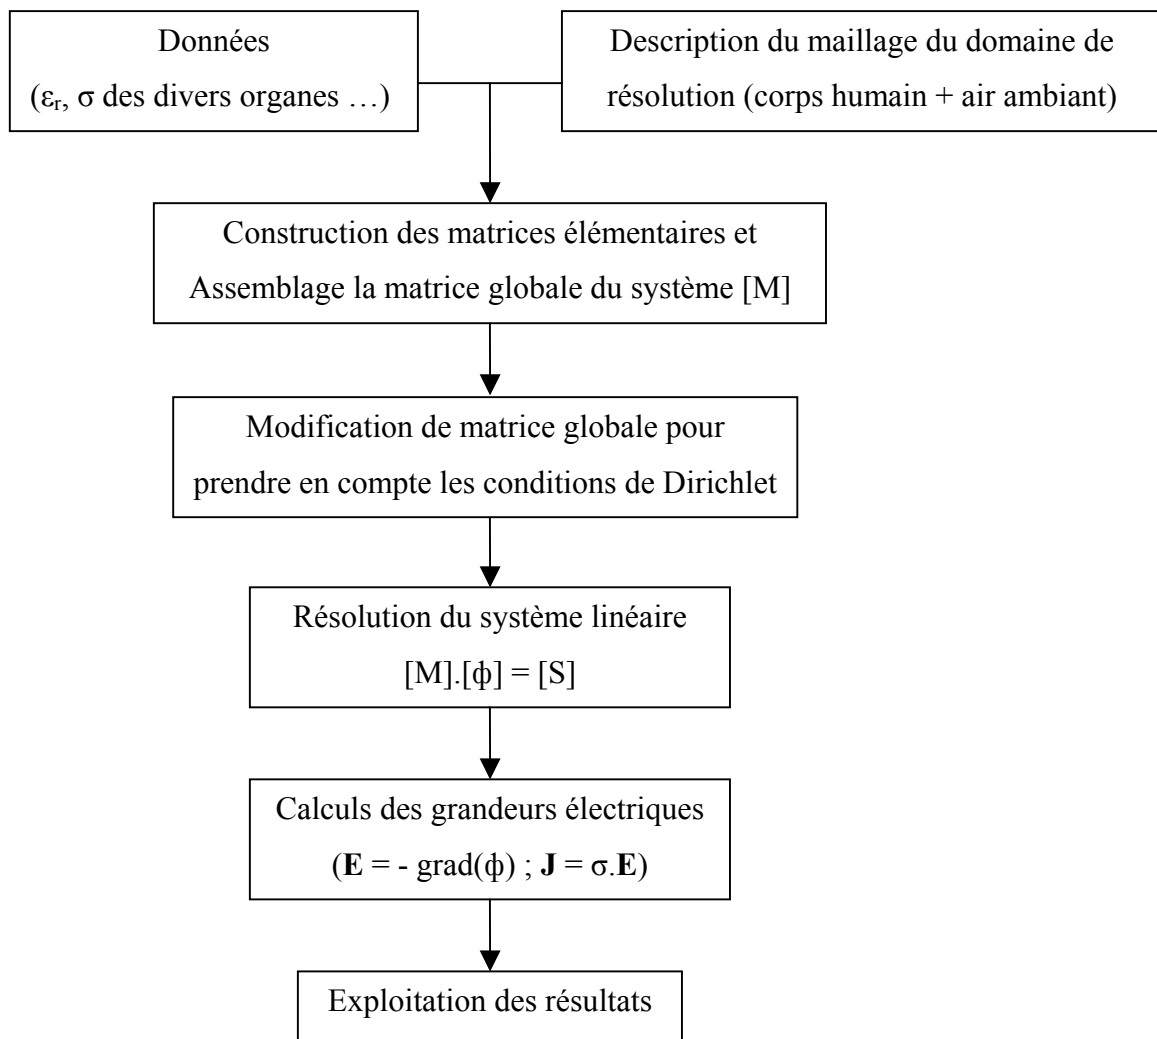 Données
(εr, σ des divers organes …)
Description du maillage du domaine de
résolution (corps humain + air ambiant)
Construction des matrices élémentaires et
Assemblage la matrice globale du système [M]
Modification de matrice globale pour
prendre en compte les conditions de Dirichlet
Résolution du système linéaire
[M].[ф] = [S]
Calculs des grandeurs électriques
(E = - grad(ф) ; J = σ.E)
Exploitation des résultats